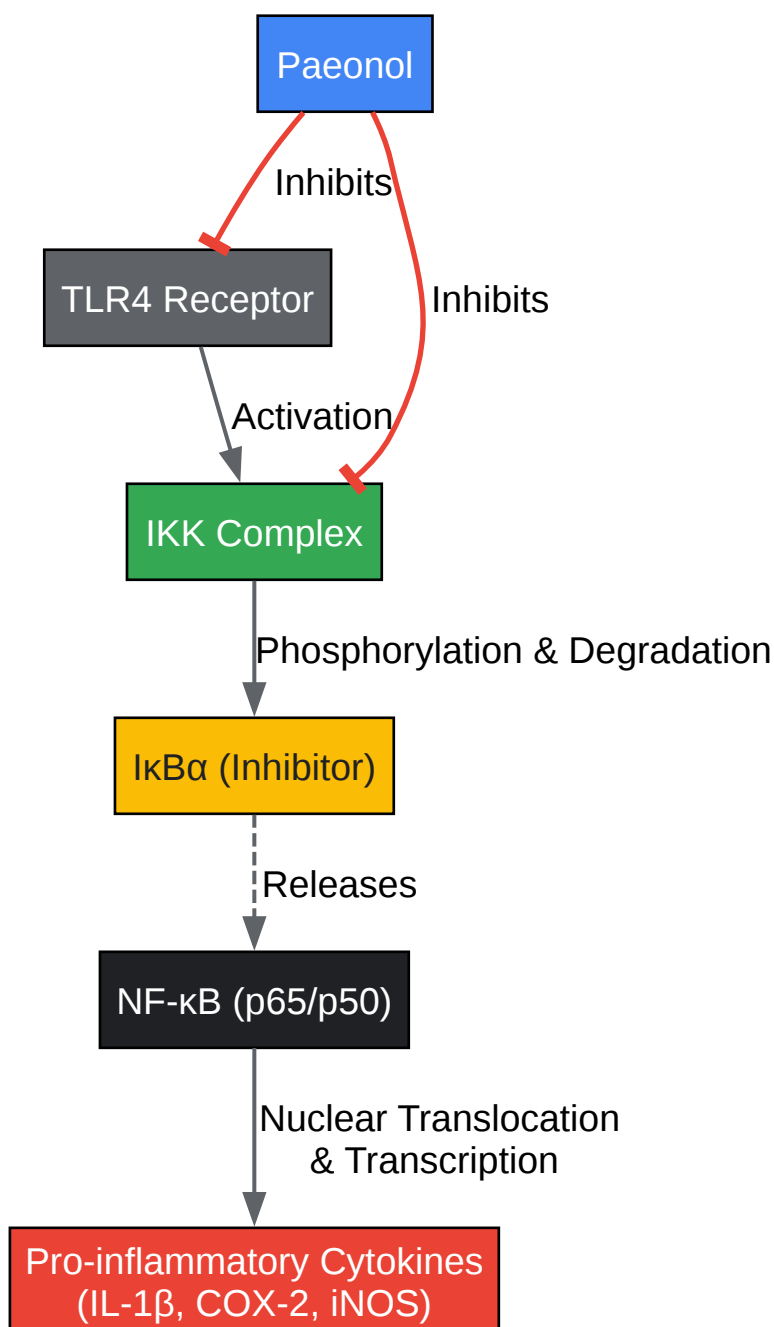 Paeonol
Inhibits
TLR4 Receptor
Inhibits
Activation
IKK Complex
Phosphorylation & Degradation
IκBα (Inhibitor)
Releases
NF-κB (p65/p50)
Nuclear Translocation
& Transcription
Pro-inflammatory Cytokines
(IL-1β, COX-2, iNOS)